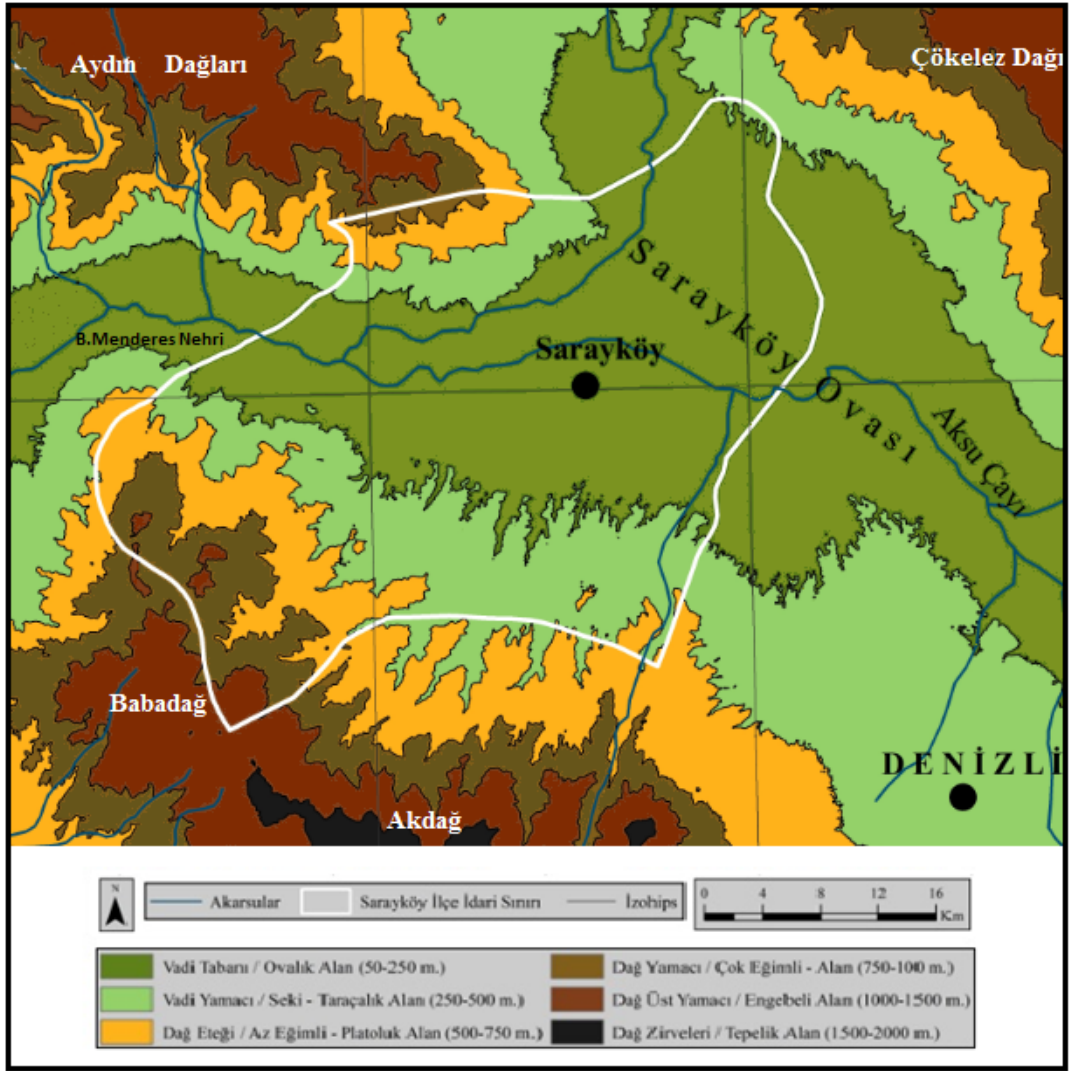 Aydın Dağları
Çökelez Dağı
Sarayköy Ovası
B.Menderes Nehri
Sarayköy
Aksu Çayı
Babadağ
DENİZLİ
Akdağ
N
Akarsular
Sarayköy İlçe İdari Sınırı
İzohips
0 4 8 12 16
Km
Vadi Tabanı / Ovalık Alan (50-250 m.)
Dağ Yamacı / Çok Eğimli - Alan (750-100 m.)
Vadi Yamacı / Seki - Taraçalık Alan (250-500 m.)
Dağ Üst Yamacı / Engebeli Alan (1000-1500 m.)
Dağ Eteği / Az Eğimli - Platoluk Alan (500-750 m.)
Dağ Zirveleri / Tepelik Alan (1500-2000 m.)